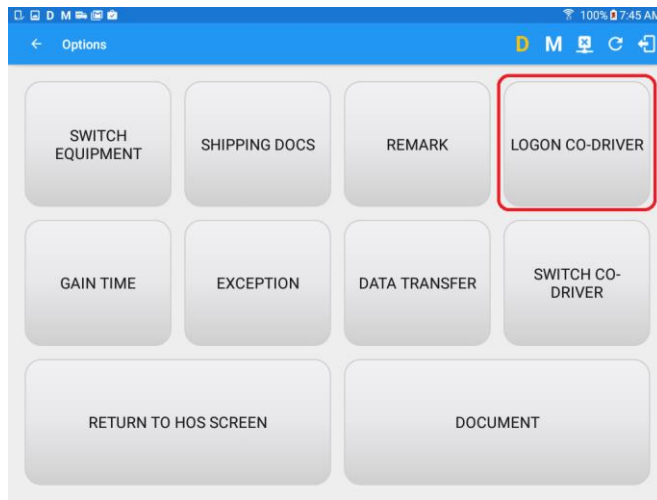 D M 100% 7:45 AM
← Options D M
SWITCH
EQUIPMENT
SHIPPING DOCS
REMARK
LOGON CO-DRIVER
GAIN TIME
EXCEPTION
DATA TRANSFER
SWITCH CO-
DRIVER
RETURN TO HOS SCREEN
DOCUMENT